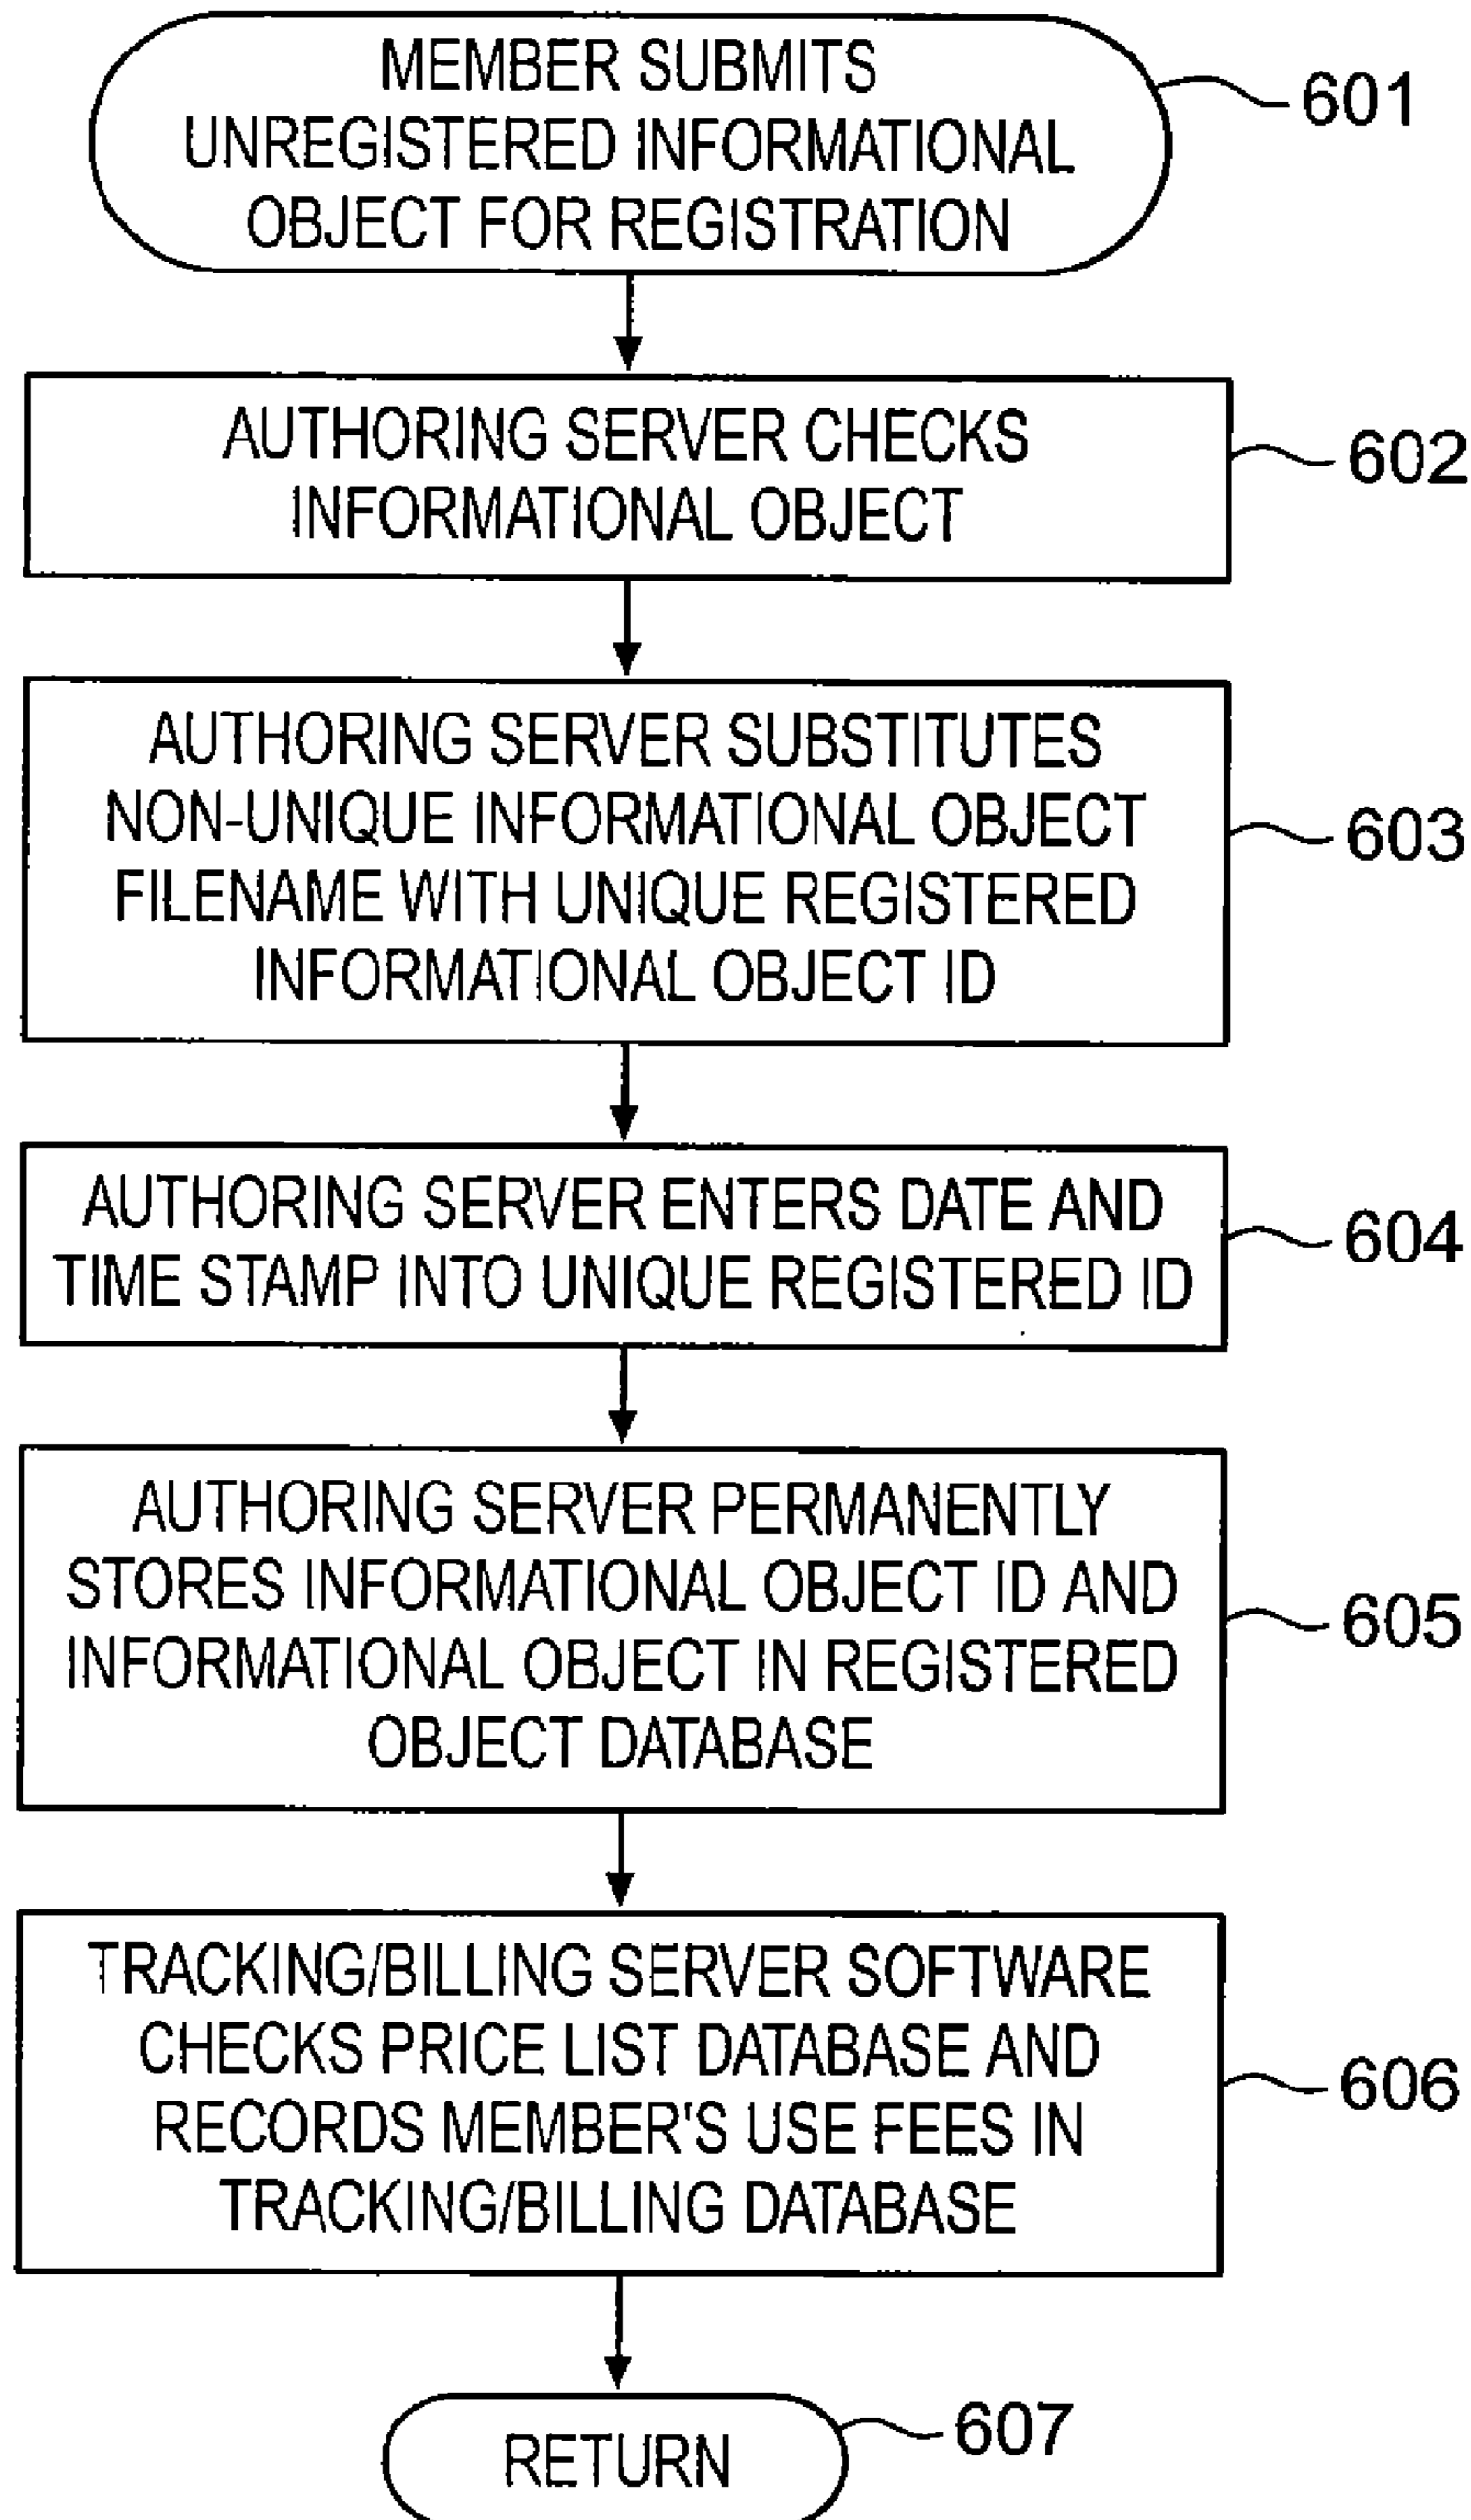 MEMBER SUBMITS
UNREGISTERED INFORMATIONAL
OBJECT FOR REGISTRATION
601
AUTHORING SERVER CHECKS
INFORMATIONAL OBJECT
602
AUTHORING SERVER SUBSTITUTES
NON-UNIQUE INFORMATIONAL OBJECT
FILENAME WITH UNIQUE REGISTERED
INFORMATIONAL OBJECT ID
603
AUTHORING SERVER ENTERS DATE AND
TIME STAMP INTO UNIQUE REGISTERED ID
604
AUTHORING SERVER PERMANENTLY
STORES INFORMATIONAL OBJECT ID AND
INFORMATIONAL OBJECT IN REGISTERED
OBJECT DATABASE
605
TRACKING/BILLING SERVER SOFTWARE
CHECKS PRICE LIST DATABASE AND
RECORDS MEMBER'S USE FEES IN
TRACKING/BILLING DATABASE
606
RETURN
607